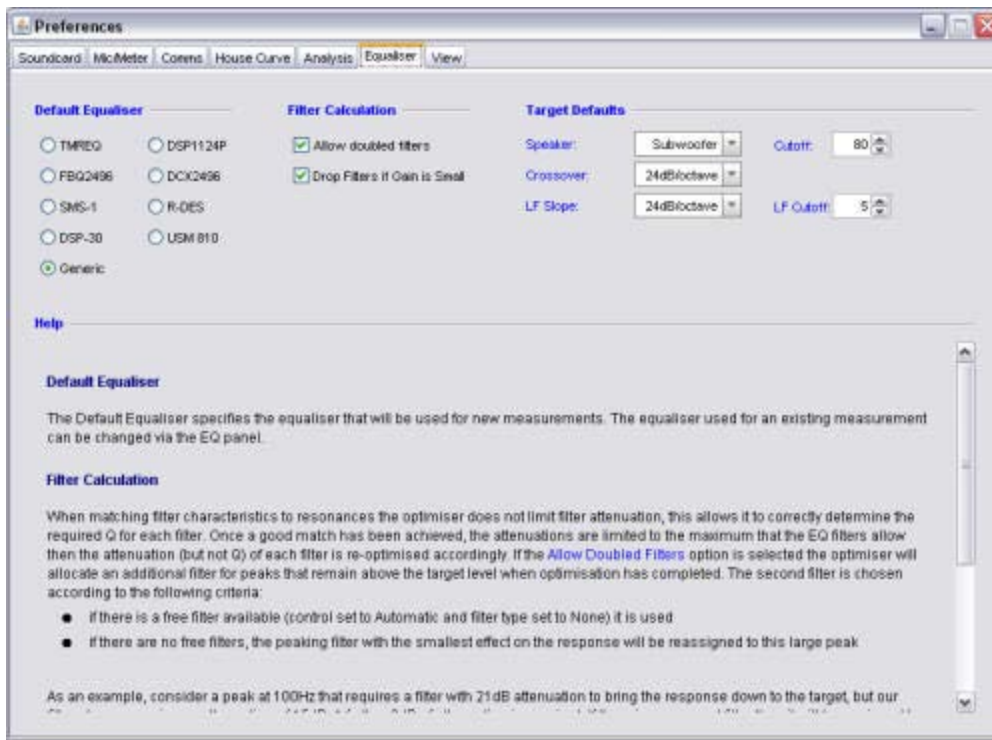 Preferences
Soundcard Mic/Meter Comms House Curve Analysis Equaliser View
Default Equaliser
TMREQ DSP1124P
FBQ2496 DCX2496
SMS-1 R-DES
DSP-30 USM 810
Generic
Filter Calculation
Allow doubled filters
Drop Filters if Gain is Small
Target Defaults
Speaker: Subwoofer Cutoff: 80
Crossover: 24dB/octave
LF Slope: 24dB/octave LF Cutoff: 5
Help
Default Equaliser
The Default Equaliser specifies the equaliser that will be used for new measurements. The equaliser used for an existing measurement
can be changed via the EQ panel.
Filter Calculation
When matching filter characteristics to resonances the optimiser does not limit filter attenuation, this allows it to correctly determine the
required Q for each filter. Once a good match has been achieved, the attenuations are limited to the maximum that the EQ filters allow
then the attenuation (but not Q) of each filter is re-optimised accordingly. If the Allow Doubled Filters option is selected the optimiser will
allocate an additional filter for peaks that remain above the target level when optimisation has completed. The second filter is chosen
according to the following criteria:
● if there is a free filter available (control set to Automatic and filter type set to None) it is used
● if there are no free filters, the peaking filter with the smallest effect on the response will be reassigned to this large peak
As an example, consider a peak at 100Hz that requires a filter with 21dB attenuation to bring the response down to the target, but our